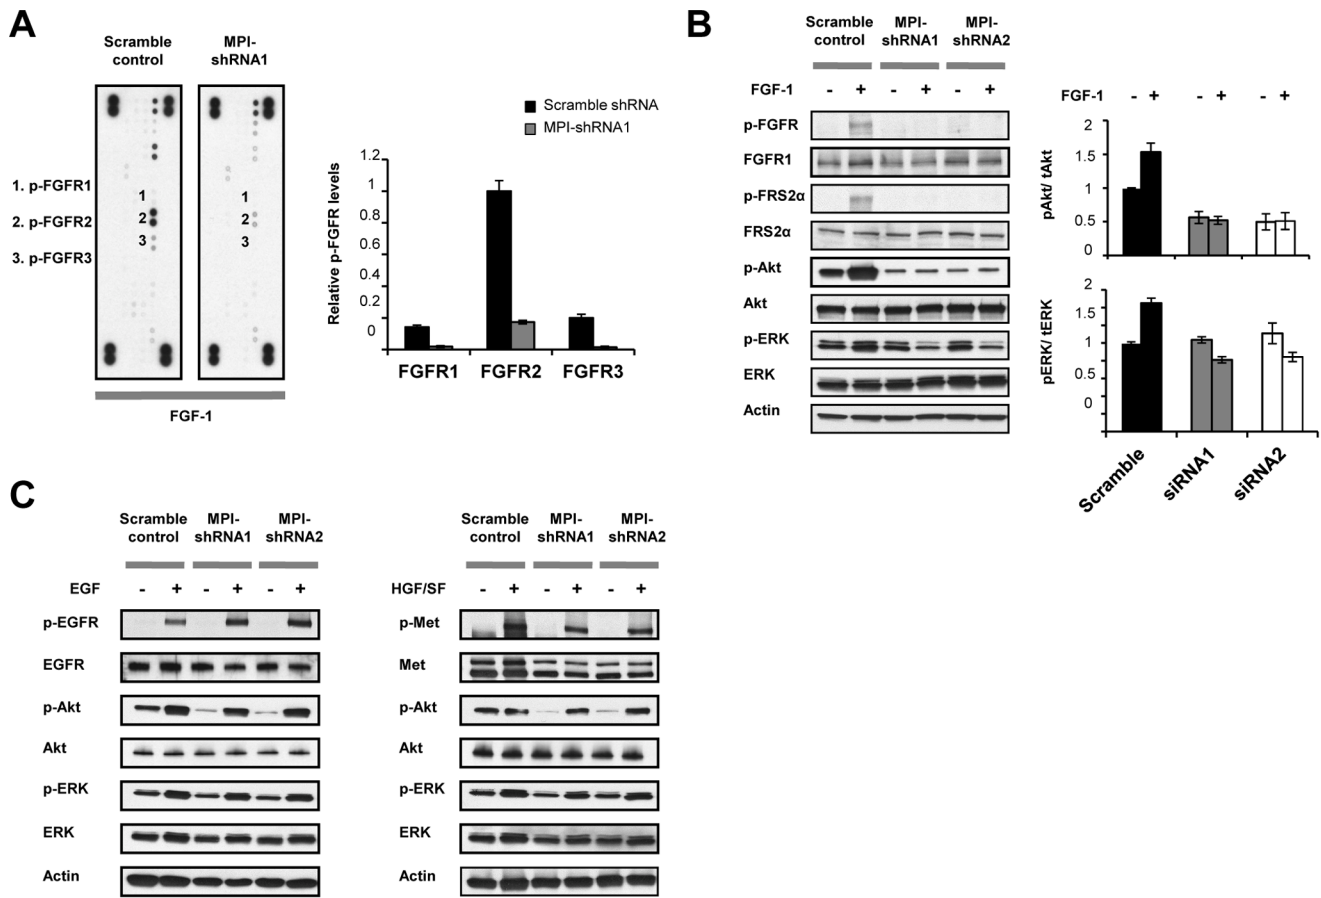 A
Scramble
control
MPI-
shRNA1
1. p-FGFR1
2. p-FGFR2
3. p-FGFR3
1
2
3
1
2
3
FGF-1
Scramble shRNA
MPI-shRNA1
Relative p-FGFR levels
1.2
1
0.8
0.6
0.4
0.2
0
FGFR1 FGFR2 FGFR3
B
Scramble
control
MPI-
shRNA1
MPI-
shRNA2
FGF-1 - + - + - +
p-FGFR
FGFR1
p-FRS2α
FRS2α
p-Akt
Akt
p-ERK
ERK
Actin
FGF-1 - + - + - +
pAkt/ tAkt
2
1.5
1
0.5
0
pERK/ tERK
2
1.5
1
0.5
0
Scramble
siRNA1
siRNA2
C
Scramble
control
MPI-
shRNA1
MPI-
shRNA2
EGF - + - + - +
p-EGFR
EGFR
p-Akt
Akt
p-ERK
ERK
Actin
Scramble
control
MPI-
shRNA1
MPI-
shRNA2
HGF/SF - + - + - +
p-Met
Met
p-Akt
Akt
p-ERK
ERK
Actin